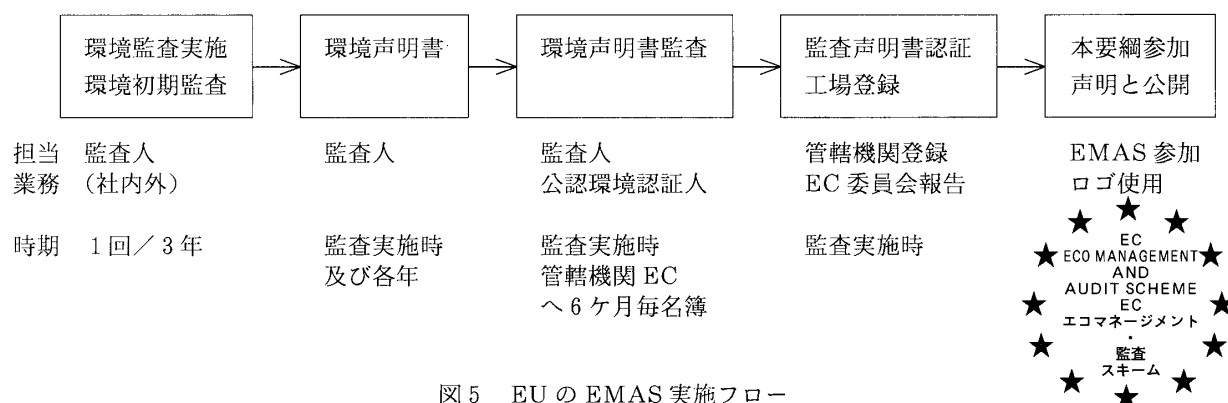 環境監査実施
環境初期監査
環境声明書
環境声明書監査
監査声明書認証
工場登録
本要綱参加
声明と公開
担当 監査人 監査人 監査人 管轄機関登録 EMAS 参加
業務 (社内外) 公認環境認証人 EC 委員会報告 ロゴ使用
時期 1回/3年 監査実施時 監査実施時 監査実施時
及び各年 管轄機関 EC
へ6ケ月毎名簿
EC
ECO MANAGEMENT
AND
AUDIT SCHEME
EC
エコマネージメント
・
監査
スキーム
図5 EU の EMAS 実施フロー